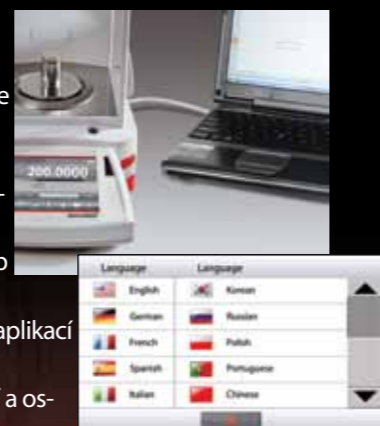 e
200.0000
-
o
aplikací
í a os-
Language Language
English Korean
German Russian
French Polish
Spanish Portuguese
Italian Chinese